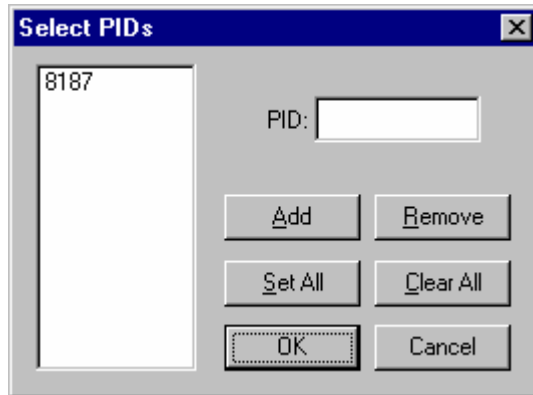 Select PIDs
8187
PID:
Add
Remove
Set All
Clear All
OK
Cancel